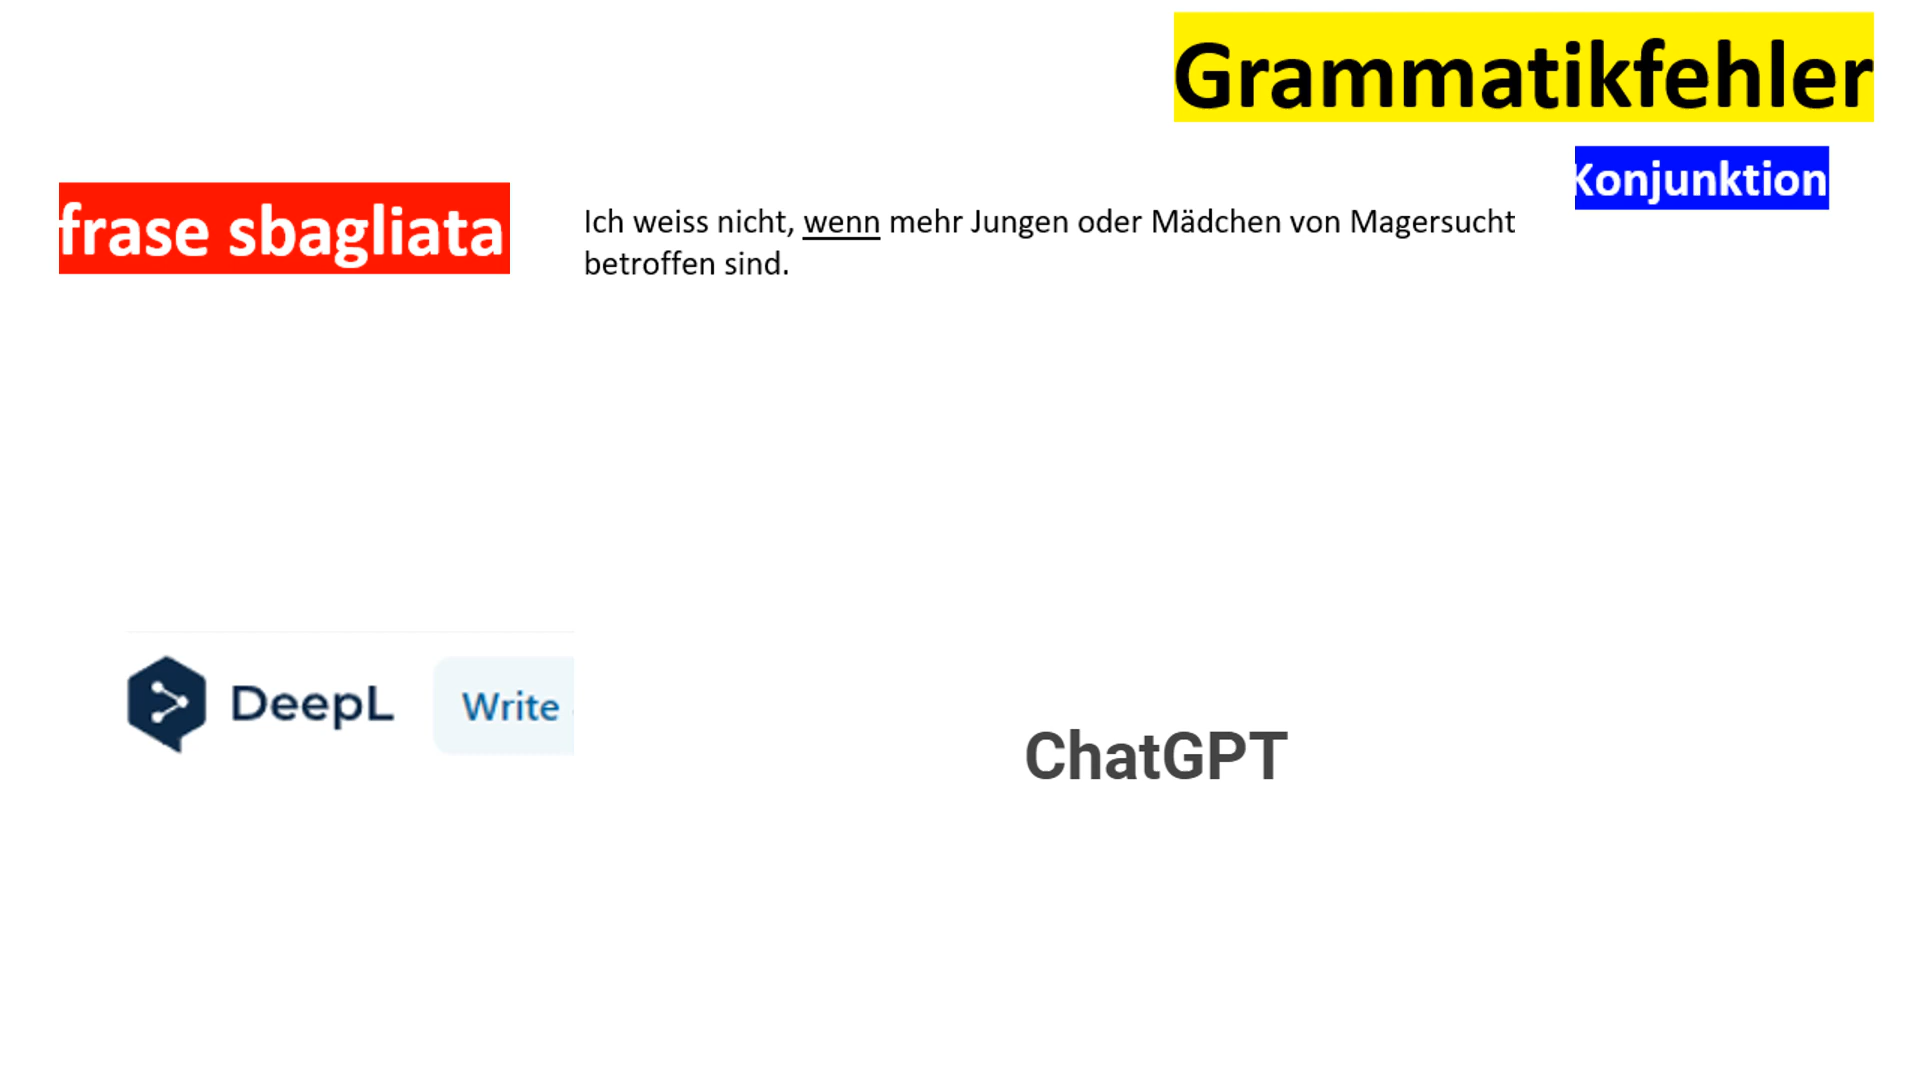 Grammatikfehler
Konjunktion
frase sbagliata
Ich weiss nicht, wenn mehr Jungen oder Mädchen von Magersucht
betroffen sind.
DeepL Write
ChatGPT